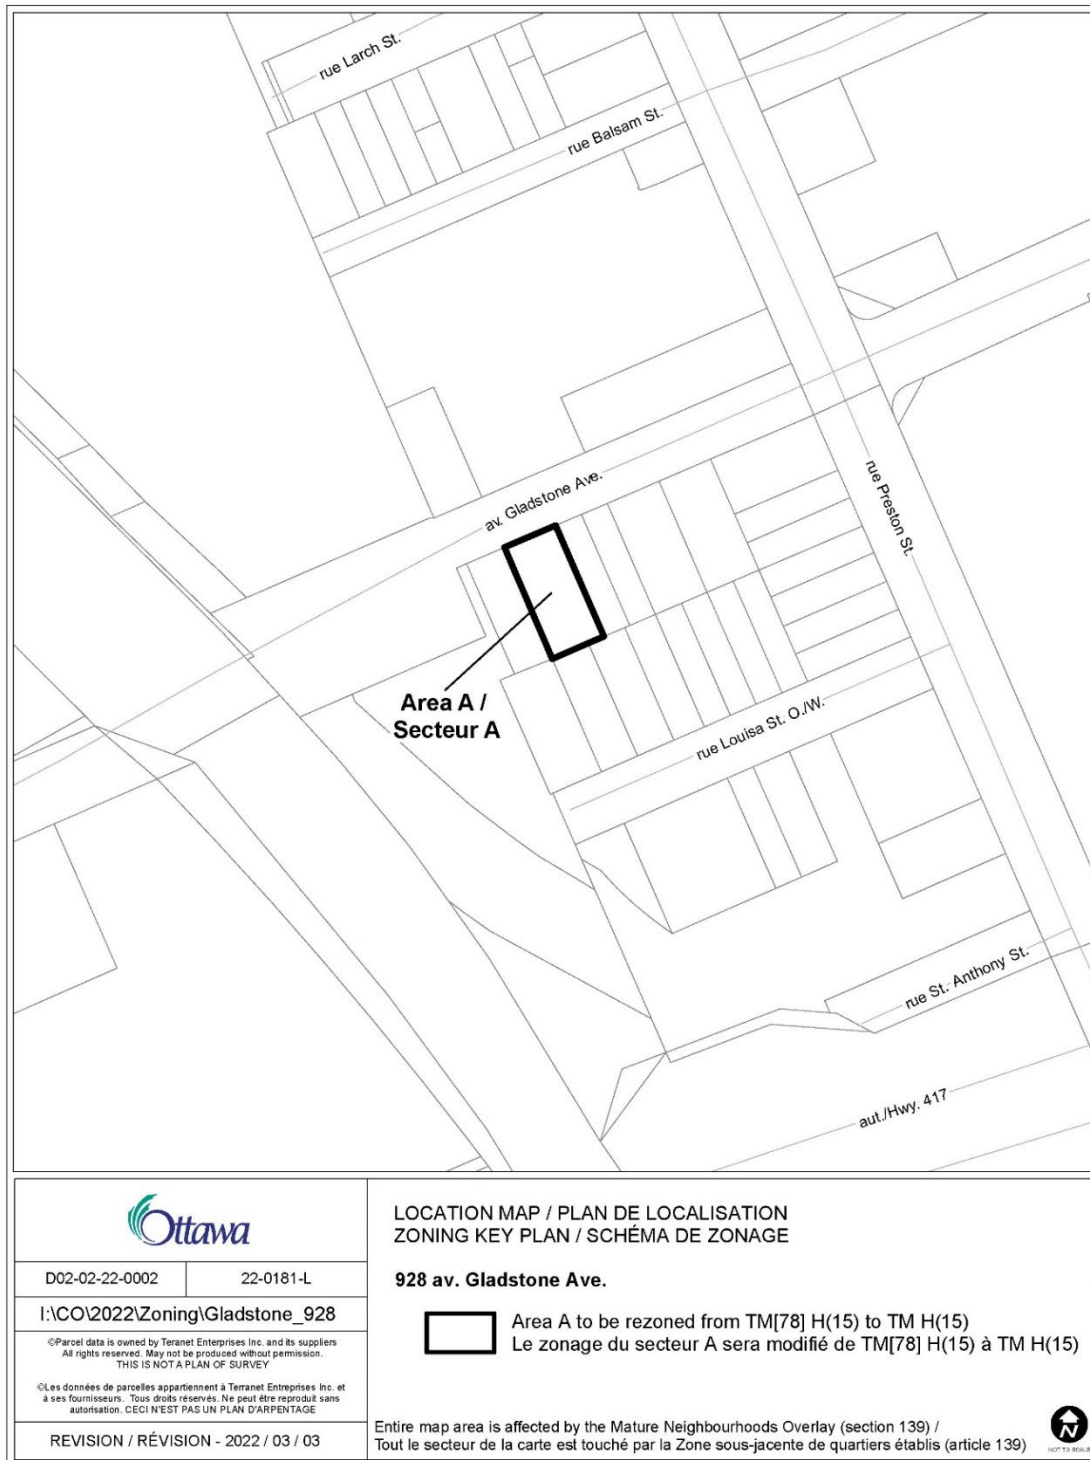 rue Larch St.
rue Balsam St.
av. Gladstone Ave.
rue Preston St.
Area A /
Secteur A
rue Louisa St. O./W.
rue St. Anthony St.
aut./Hwy. 417
Ottawa
D02-02-22-0002
22-0181-L
I:\CO\2022\Zoning\Gladstone_928
©Parcel data is owned by Teranet Enterprises Inc. and its suppliers
All rights reserved. May not be produced without permission.
THIS IS NOT A PLAN OF SURVEY
©Les données de parcelles appartiennent à Teranet Entreprises Inc. et
à ses fournisseurs. Tous droits réservés. Ne peut être reproduit sans
autorisation. CECI N'EST PAS UN PLAN D'ARPENTAGE
REVISION / RÉVISION - 2022 / 03 / 03
LOCATION MAP / PLAN DE LOCALISATION
ZONING KEY PLAN / SCHÉMA DE ZONAGE
928 av. Gladstone Ave.
Area A to be rezoned from TM[78] H(15) to TM H(15)
Le zonage du secteur A sera modifié de TM[78] H(15) à TM H(15)
Entire map area is affected by the Mature Neighbourhoods Overlay (section 139) /
Tout le secteur de la carte est touché par la Zone sous-jacente de quartiers établis (article 139)
N
NOT TO SCALE